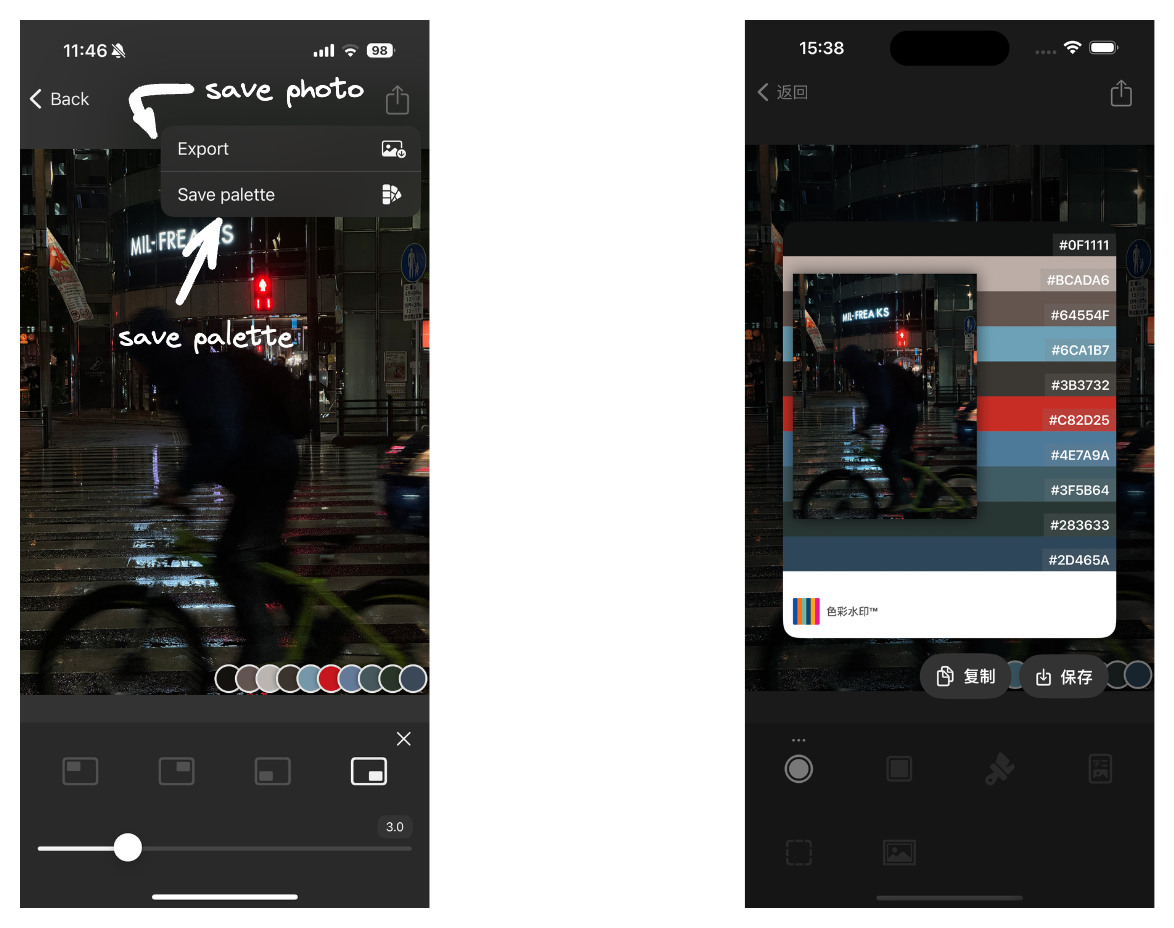 11:46
98
Back
save photo
Export
Save palette
MIL-FREAKS
save palette
3.0
15:38
返回
#0F1111
#BCADA6
#64554F
#6CA1B7
MIL-FREAKS
#3B3732
#C82D25
#4E7A9A
#3F5B64
#283633
#2D465A
色彩水印™
复制
保存